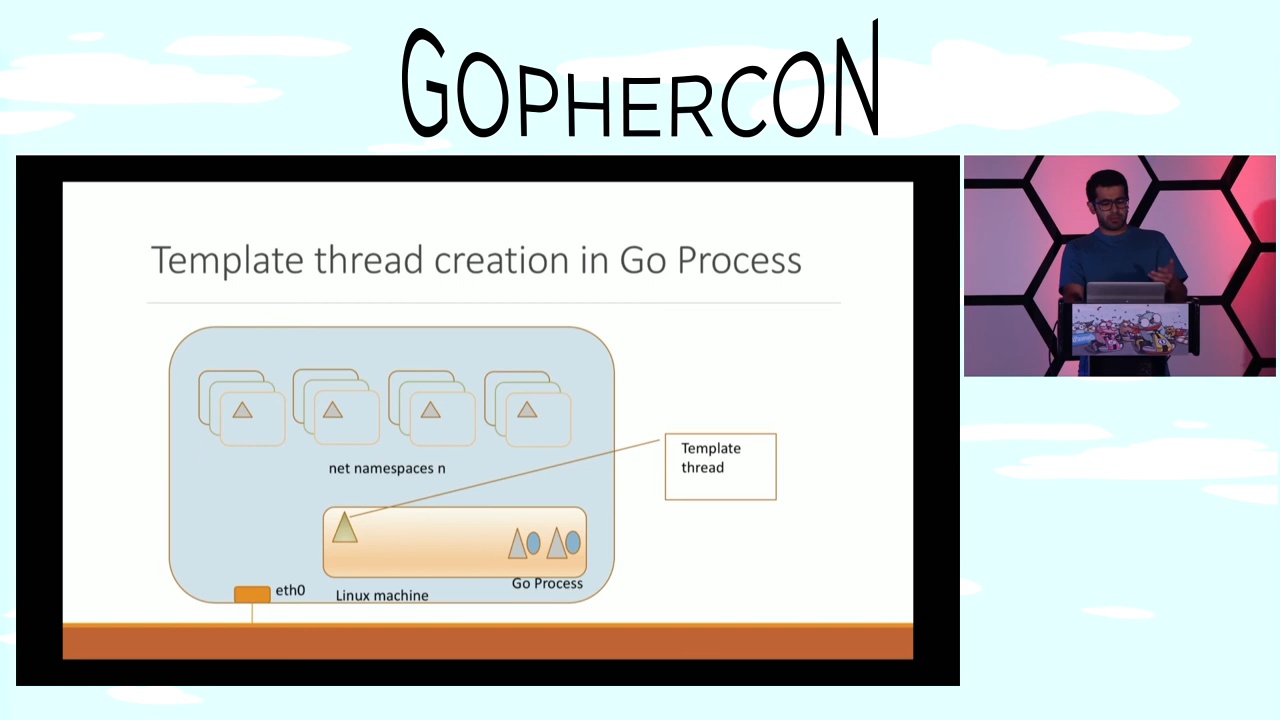 GOPHERCON
Template thread creation in Go Process
net namespaces n
Template
thread
Go Process
eth0
Linux machine